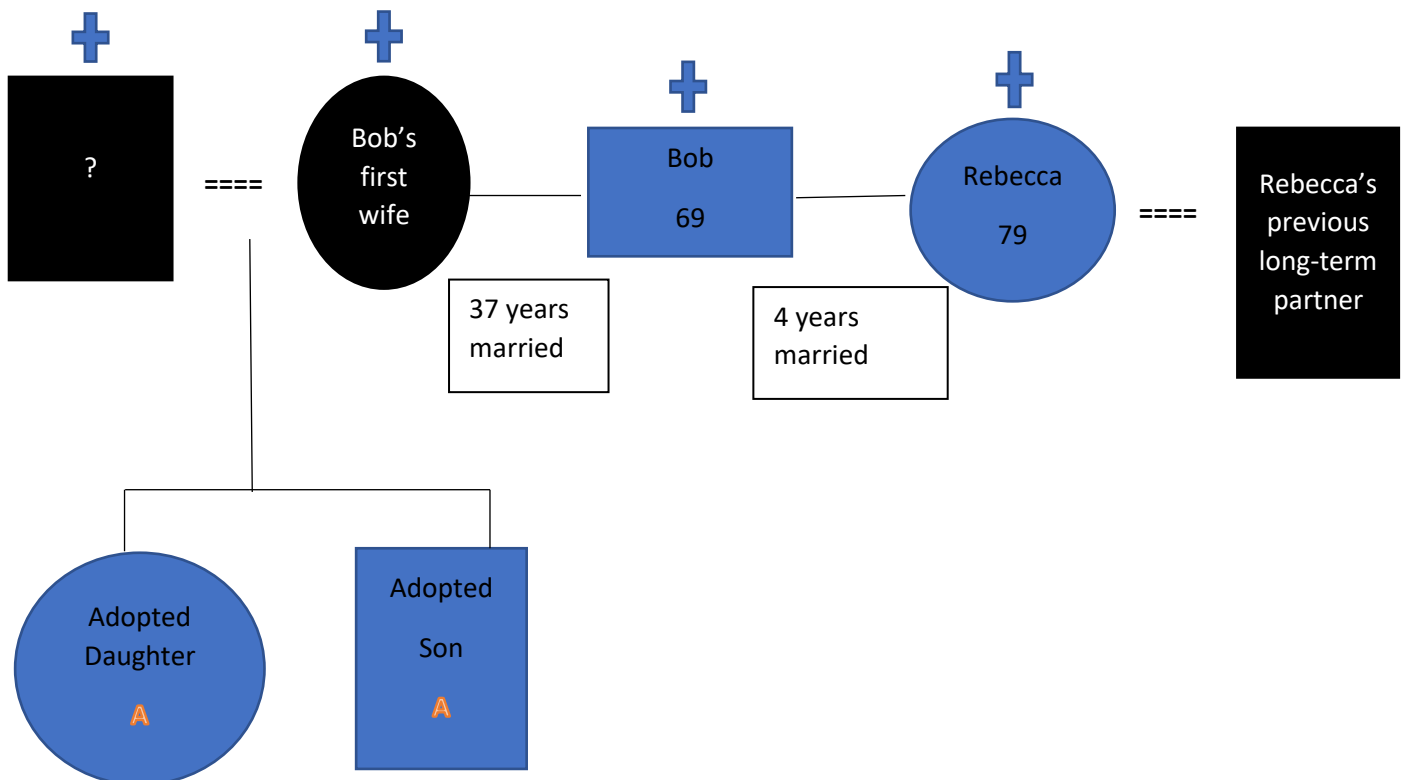 ?
====
Bob’s
first
wife
Bob
69
Rebecca
79
====
Rebecca’s
previous
long-term
partner
37 years
married
4 years
married
Adopted
Daughter
A
Adopted
Son
A